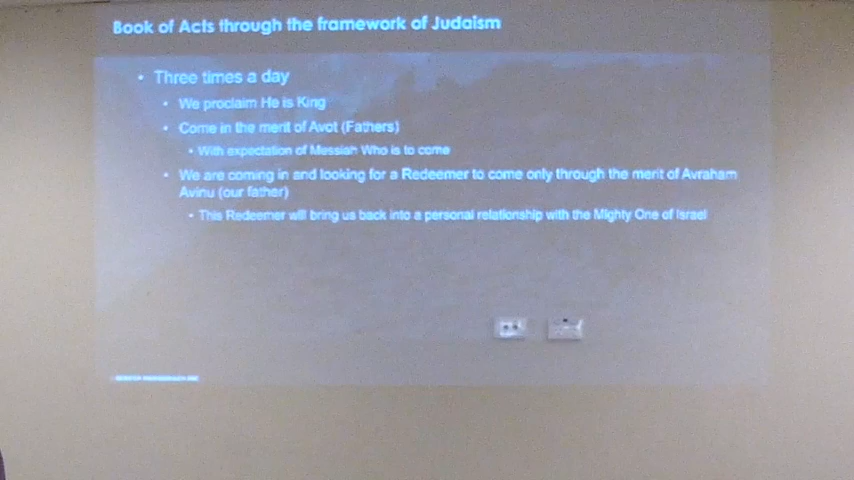 Book of Acts through the framework of Judaism
• Three times a day
• We proclaim He is King
• Come in the merit of Avot (Fathers)
• With expectation of Messiah Who is to come
• We are coming in and looking for a Redeemer to come only through the merit of Avraham
Avinu (our father)
• This Redeemer will bring us back into a personal relationship with the Mighty One of Israel